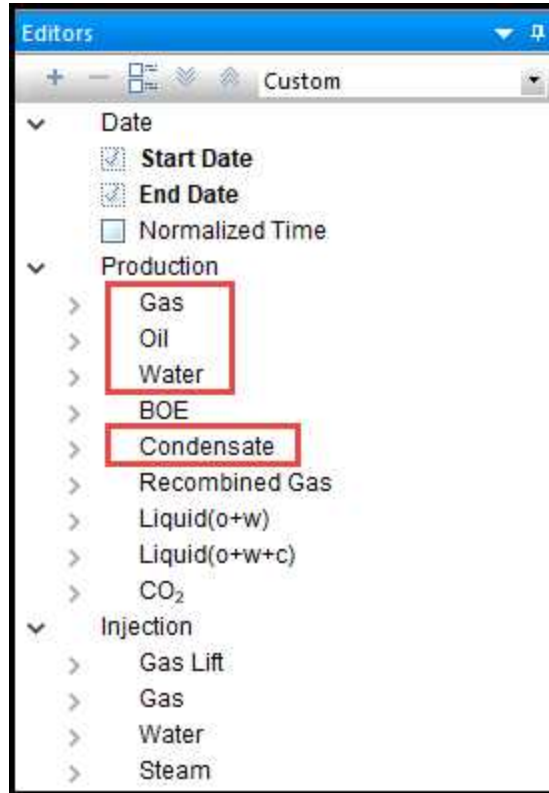 Editors
Custom
Date
Start Date
End Date
Normalized Time
Production
Gas
Oil
Water
BOE
Condensate
Recombined Gas
Liquid(o+w)
Liquid(o+w+c)
CO₂
Injection
Gas Lift
Gas
Water
Steam